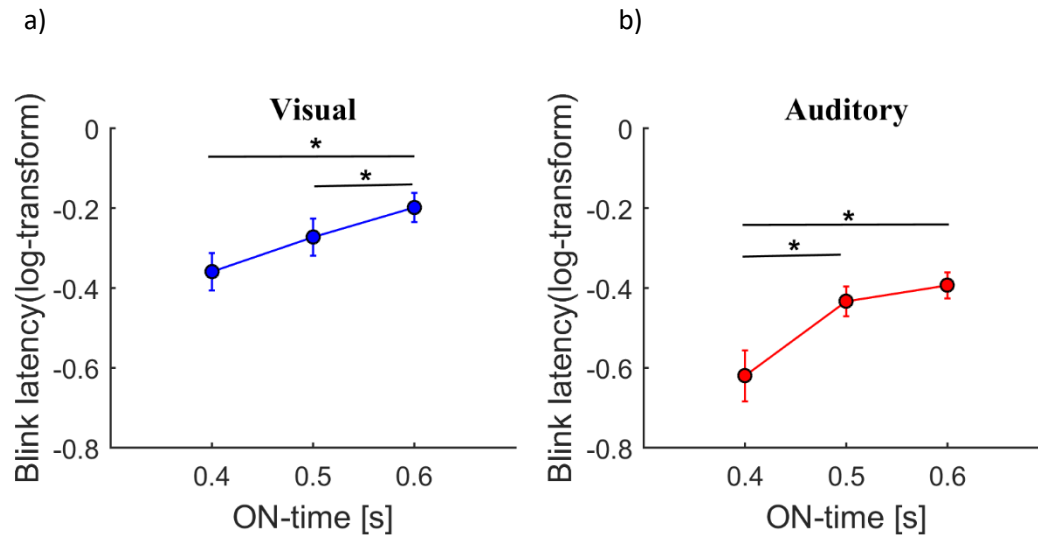 a)
b)
Visual
Auditory
Blink latency(log-transform)
0
-0.2
-0.4
-0.6
-0.8
*
*
0.4 0.5 0.6
ON-time [s]
Blink latency(log-transform)
0
-0.2
-0.4
-0.6
-0.8
*
*
0.4 0.5 0.6
ON-time [s]